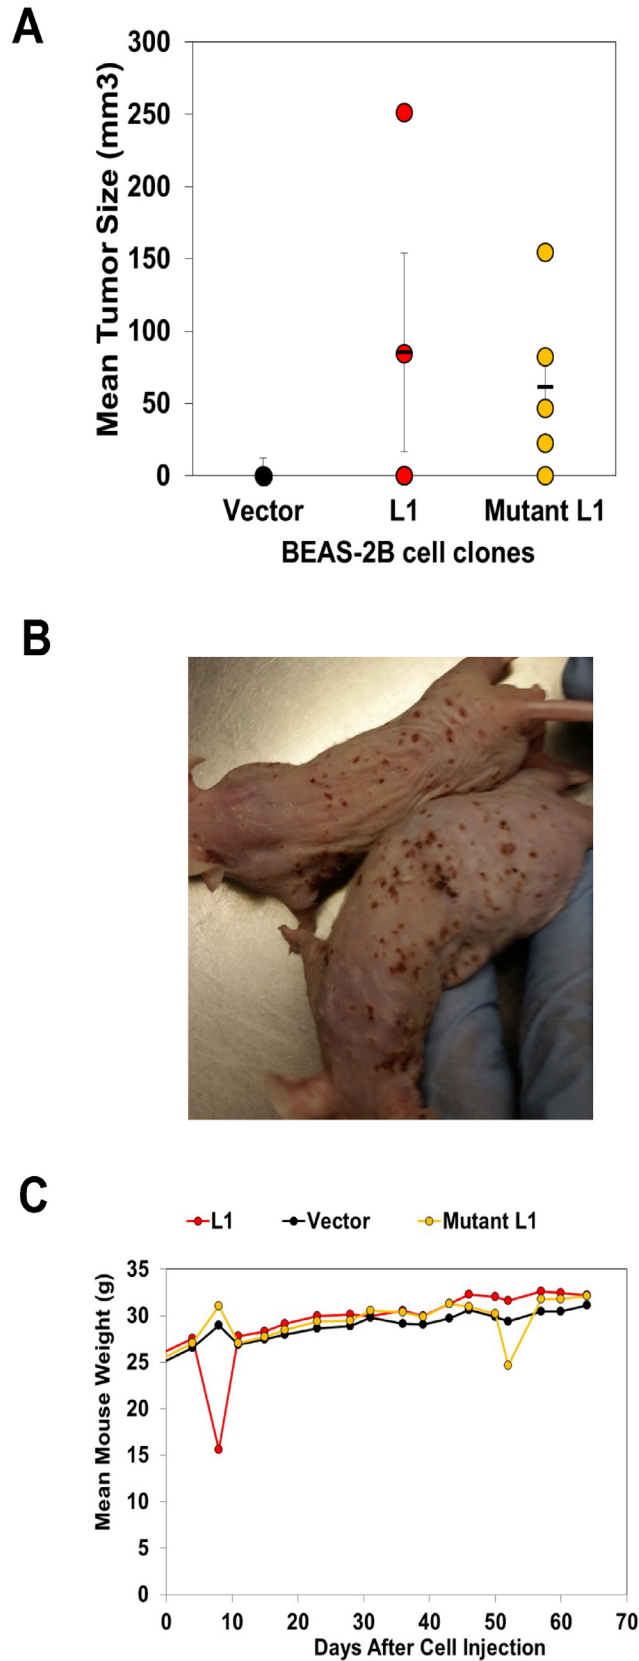 A
Mean Tumor Size (mm3)
300
250
200
150
100
50
0
Vector L1 Mutant L1
BEAS-2B cell clones
B
C
L1 Vector Mutant L1
Mean Mouse Weight (g)
35
30
25
20
15
10
5
0
0 10 20 30 40 50 60 70
Days After Cell Injection